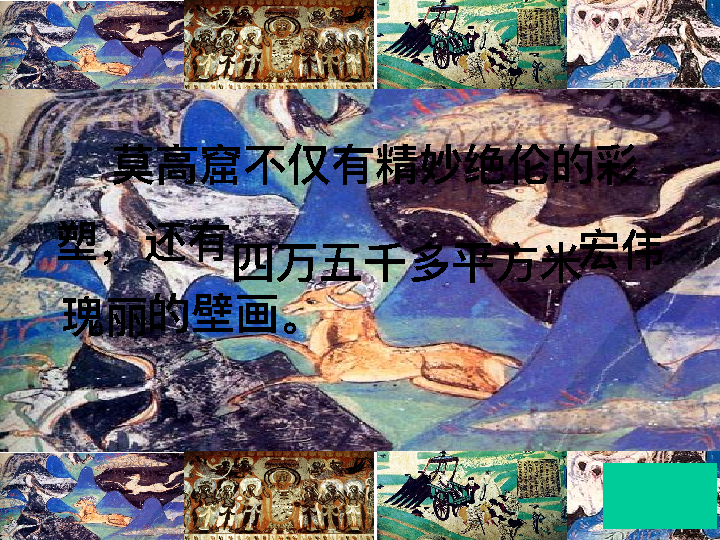 莫高窟不仅有精妙绝伦的彩
塑，还有四万五千多平方米宏伟
瑰丽的壁画。